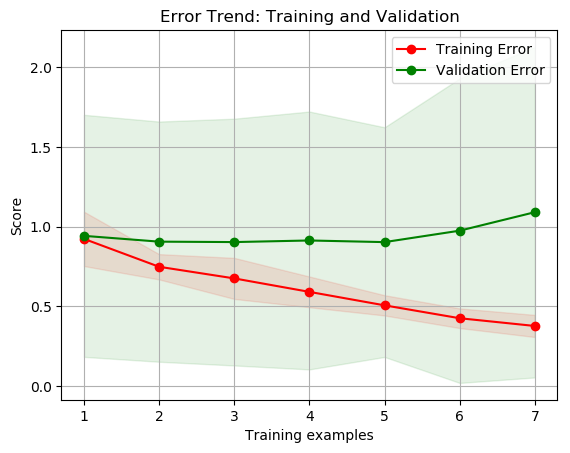 Error Trend: Training and Validation
Training Error
Validation Error
2.0
1.5
1.0
0.5
0.0
Score
1 2 3 4 5 6 7
Training examples